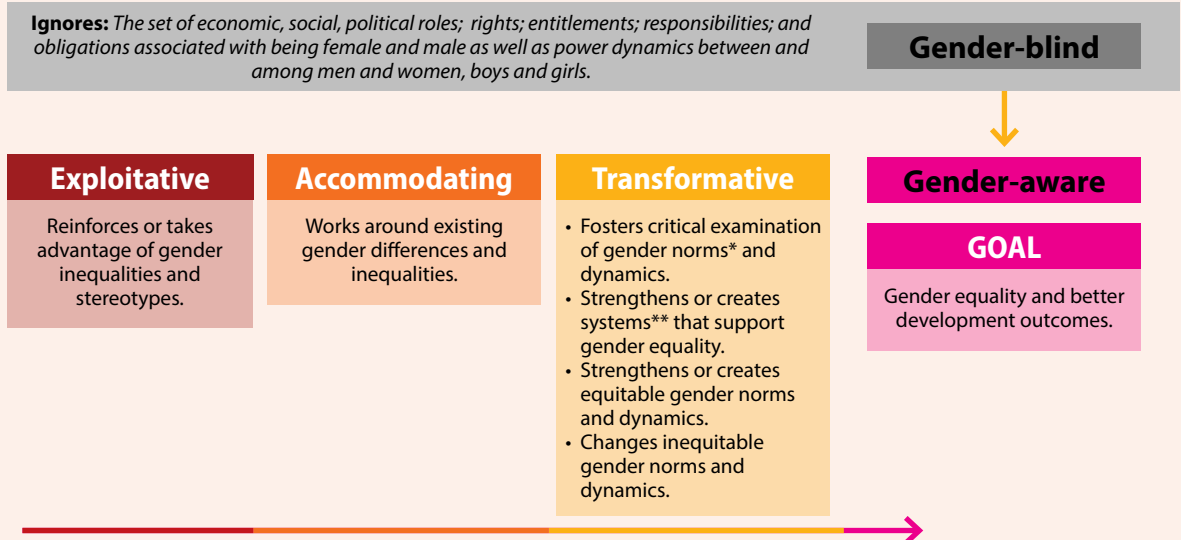 Ignores: The set of economic, social, political roles; rights; entitlements; responsibilities; and
obligations associated with being female and male as well as power dynamics between and
among men and women, boys and girls.
Gender-blind
Exploitative
Reinforces or takes
advantage of gender
inequalities and
stereotypes.
Accommodating
Works around existing
gender differences and
inequalities.
Transformative
• Fosters critical examination
of gender norms* and
dynamics.
• Strengthens or creates
systems** that support
gender equality.
• Strengthens or creates
equitable gender norms
and dynamics.
• Changes inequitable
gender norms and
dynamics.
Gender-aware
GOAL
Gender equality and better
development outcomes.